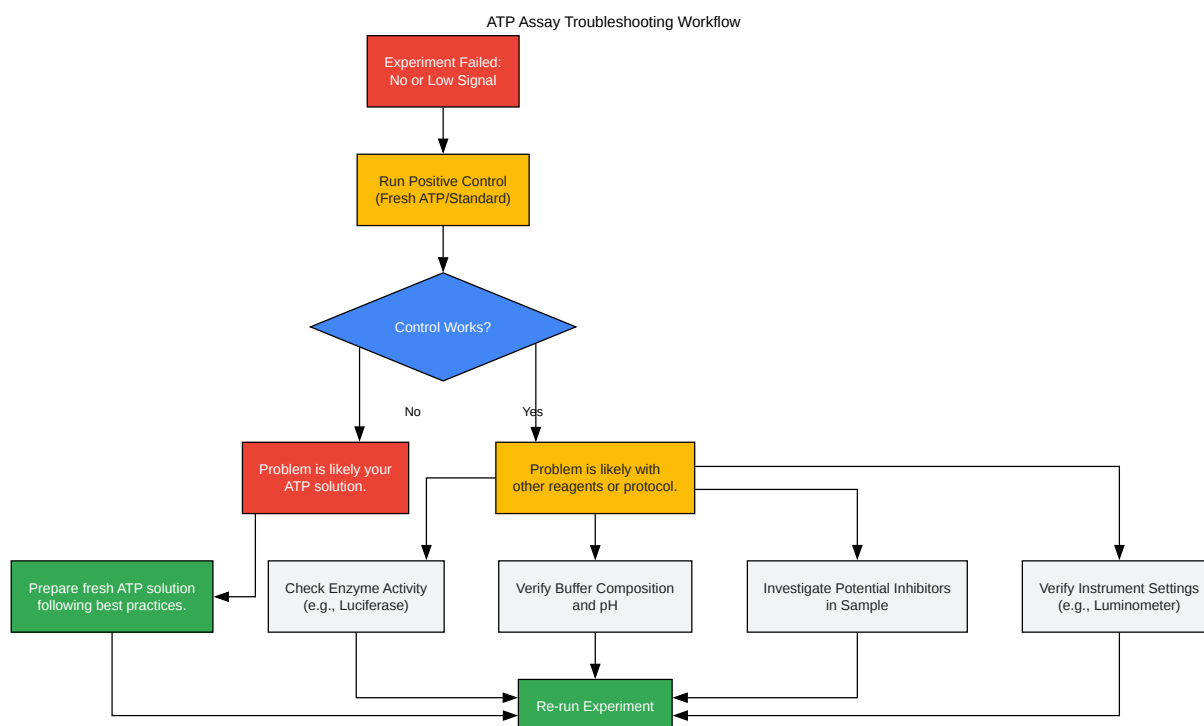 ATP Assay Troubleshooting Workflow
Experiment Failed:
No or Low Signal
Run Positive Control
(Fresh ATP/Standard)
Control Works?
No
Yes
Problem is likely your
ATP solution.
Problem is likely with
other reagents or protocol.
Prepare fresh ATP solution
following best practices.
Check Enzyme Activity
(e.g., Luciferase)
Verify Buffer Composition
and pH
Investigate Potential Inhibitors
in Sample
Verify Instrument Settings
(e.g., Luminometer)
Re-run Experiment